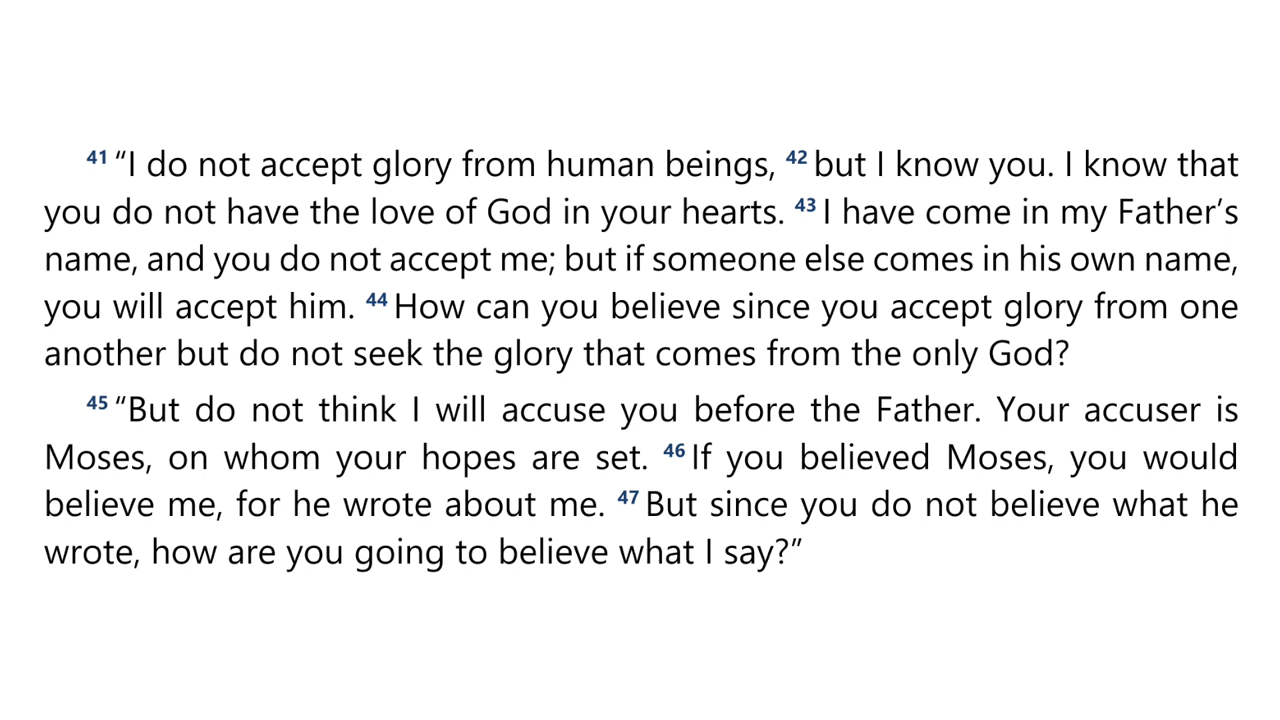 41 “I do not accept glory from human beings, 42 but I know you. I know that
you do not have the love of God in your hearts. 43 I have come in my Father’s
name, and you do not accept me; but if someone else comes in his own name,
you will accept him. 44 How can you believe since you accept glory from one
another but do not seek the glory that comes from the only God?
45 “But do not think I will accuse you before the Father. Your accuser is
Moses, on whom your hopes are set. 46 If you believed Moses, you would
believe me, for he wrote about me. 47 But since you do not believe what he
wrote, how are you going to believe what I say?”